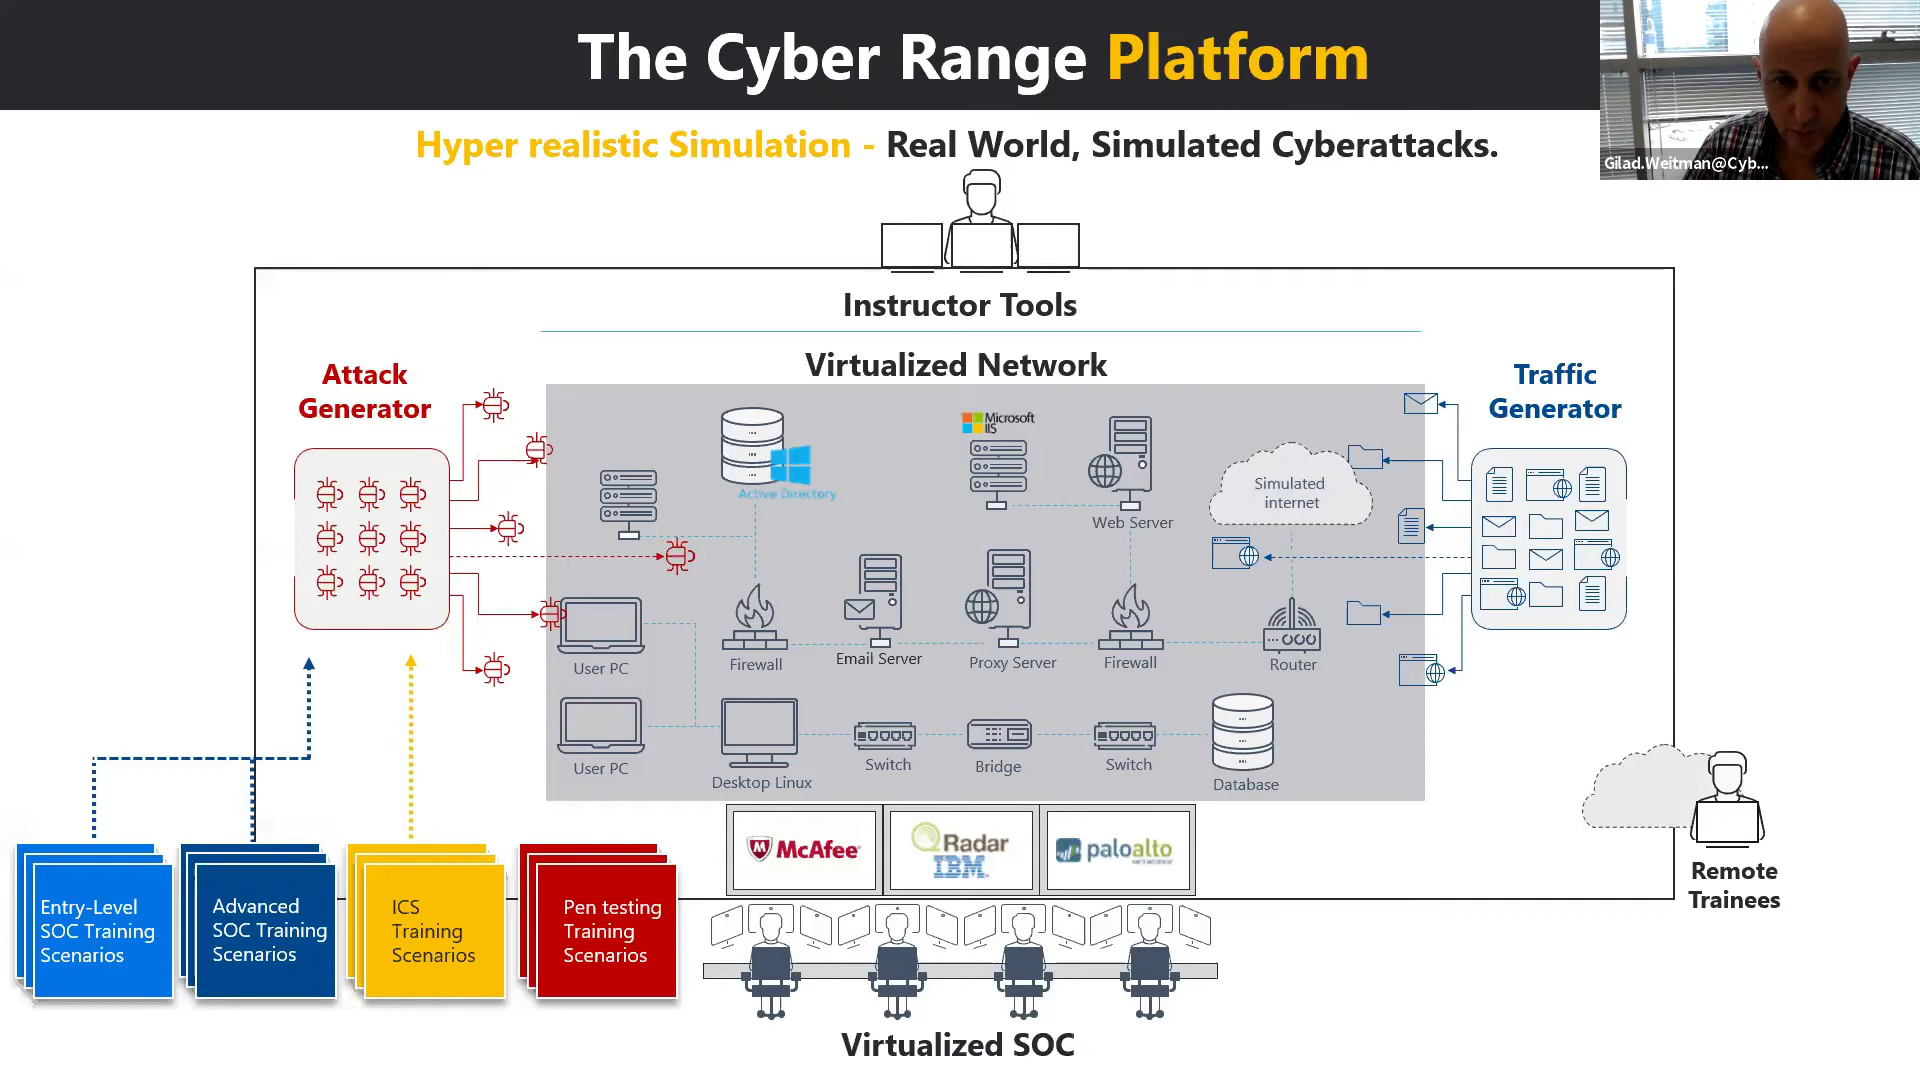 The Cyber Range Platform
Gilad.Weitman@Cyb...
Hyper realistic Simulation - Real World, Simulated Cyberattacks.
Instructor Tools
Virtualized Network
Attack
Generator
Traffic
Generator
Microsoft
IIS
Active Directory
Web Server
Simulated
internet
User PC
Firewall
Email Server
Proxy Server
Firewall
Router
User PC
Desktop Linux
Switch
Bridge
Switch
Database
McAfee
QRadar
IBM
paloalto
NETWORKS
Remote
Trainees
Entry-Level
SOC Training
Scenarios
Advanced
SOC Training
Scenarios
ICS
Training
Scenarios
Pen testing
Training
Scenarios
Virtualized SOC